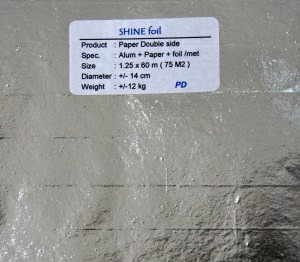 SHINE foil
Product : Paper Double side
Spec. : Alum + Paper + foil /met
Size : 1.25 x 60 m ( 75 M2 )
Diameter : +/- 14 cm
Weight : +/-12 kg PD